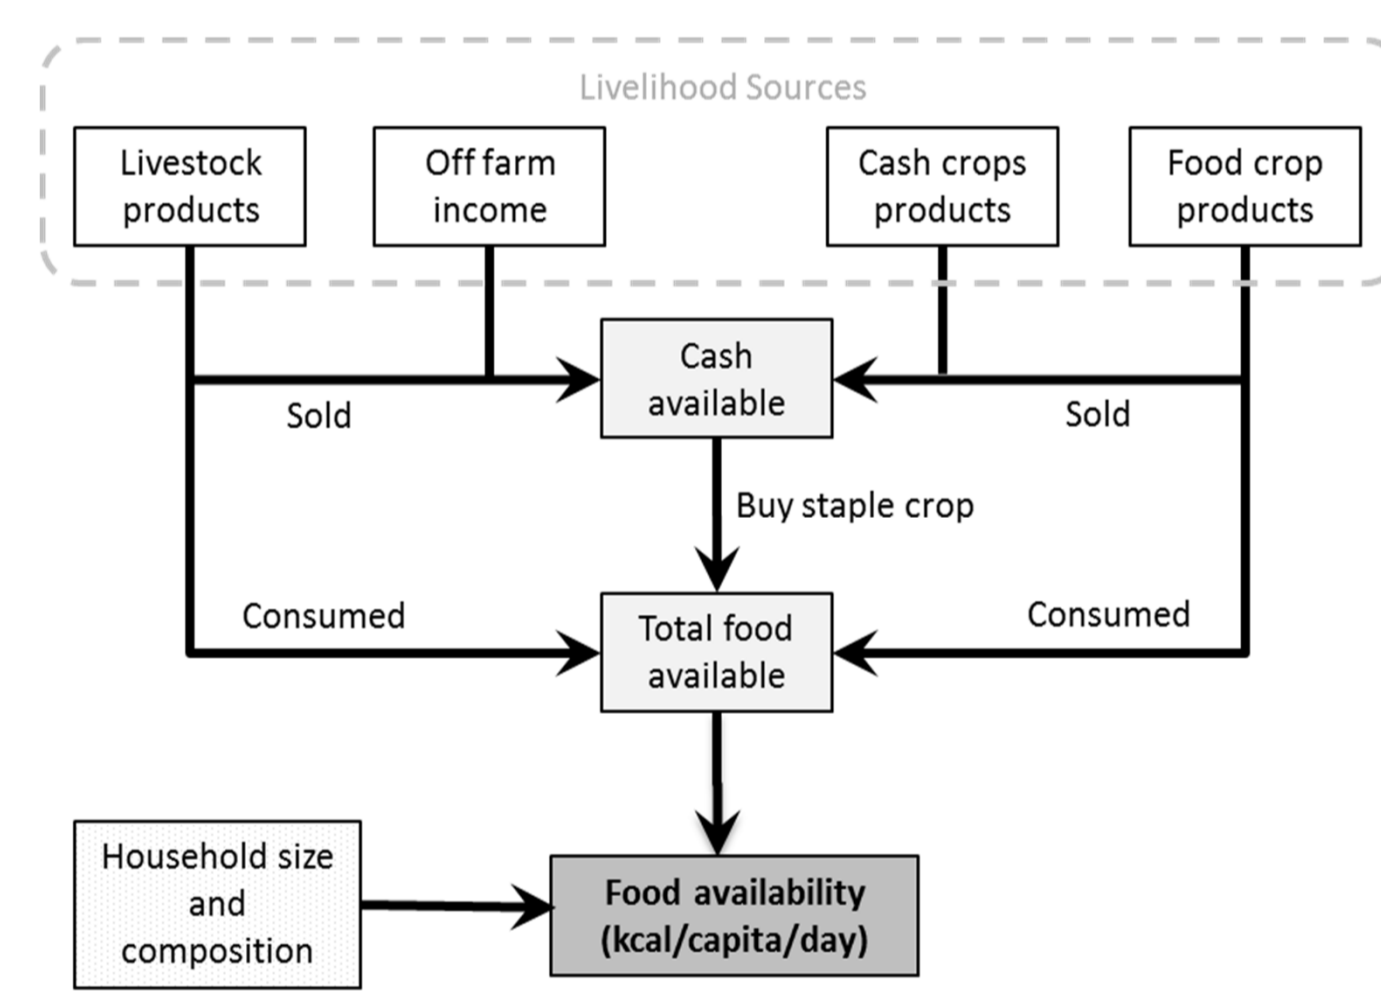 Livelihood Sources
Livestock
products
Off farm
income
Cash crops
products
Food crop
products
Cash
available
Sold
Sold
Buy staple crop
Consumed
Consumed
Total food
available
Household size
and
composition
Food availability
(kcal/capita/day)